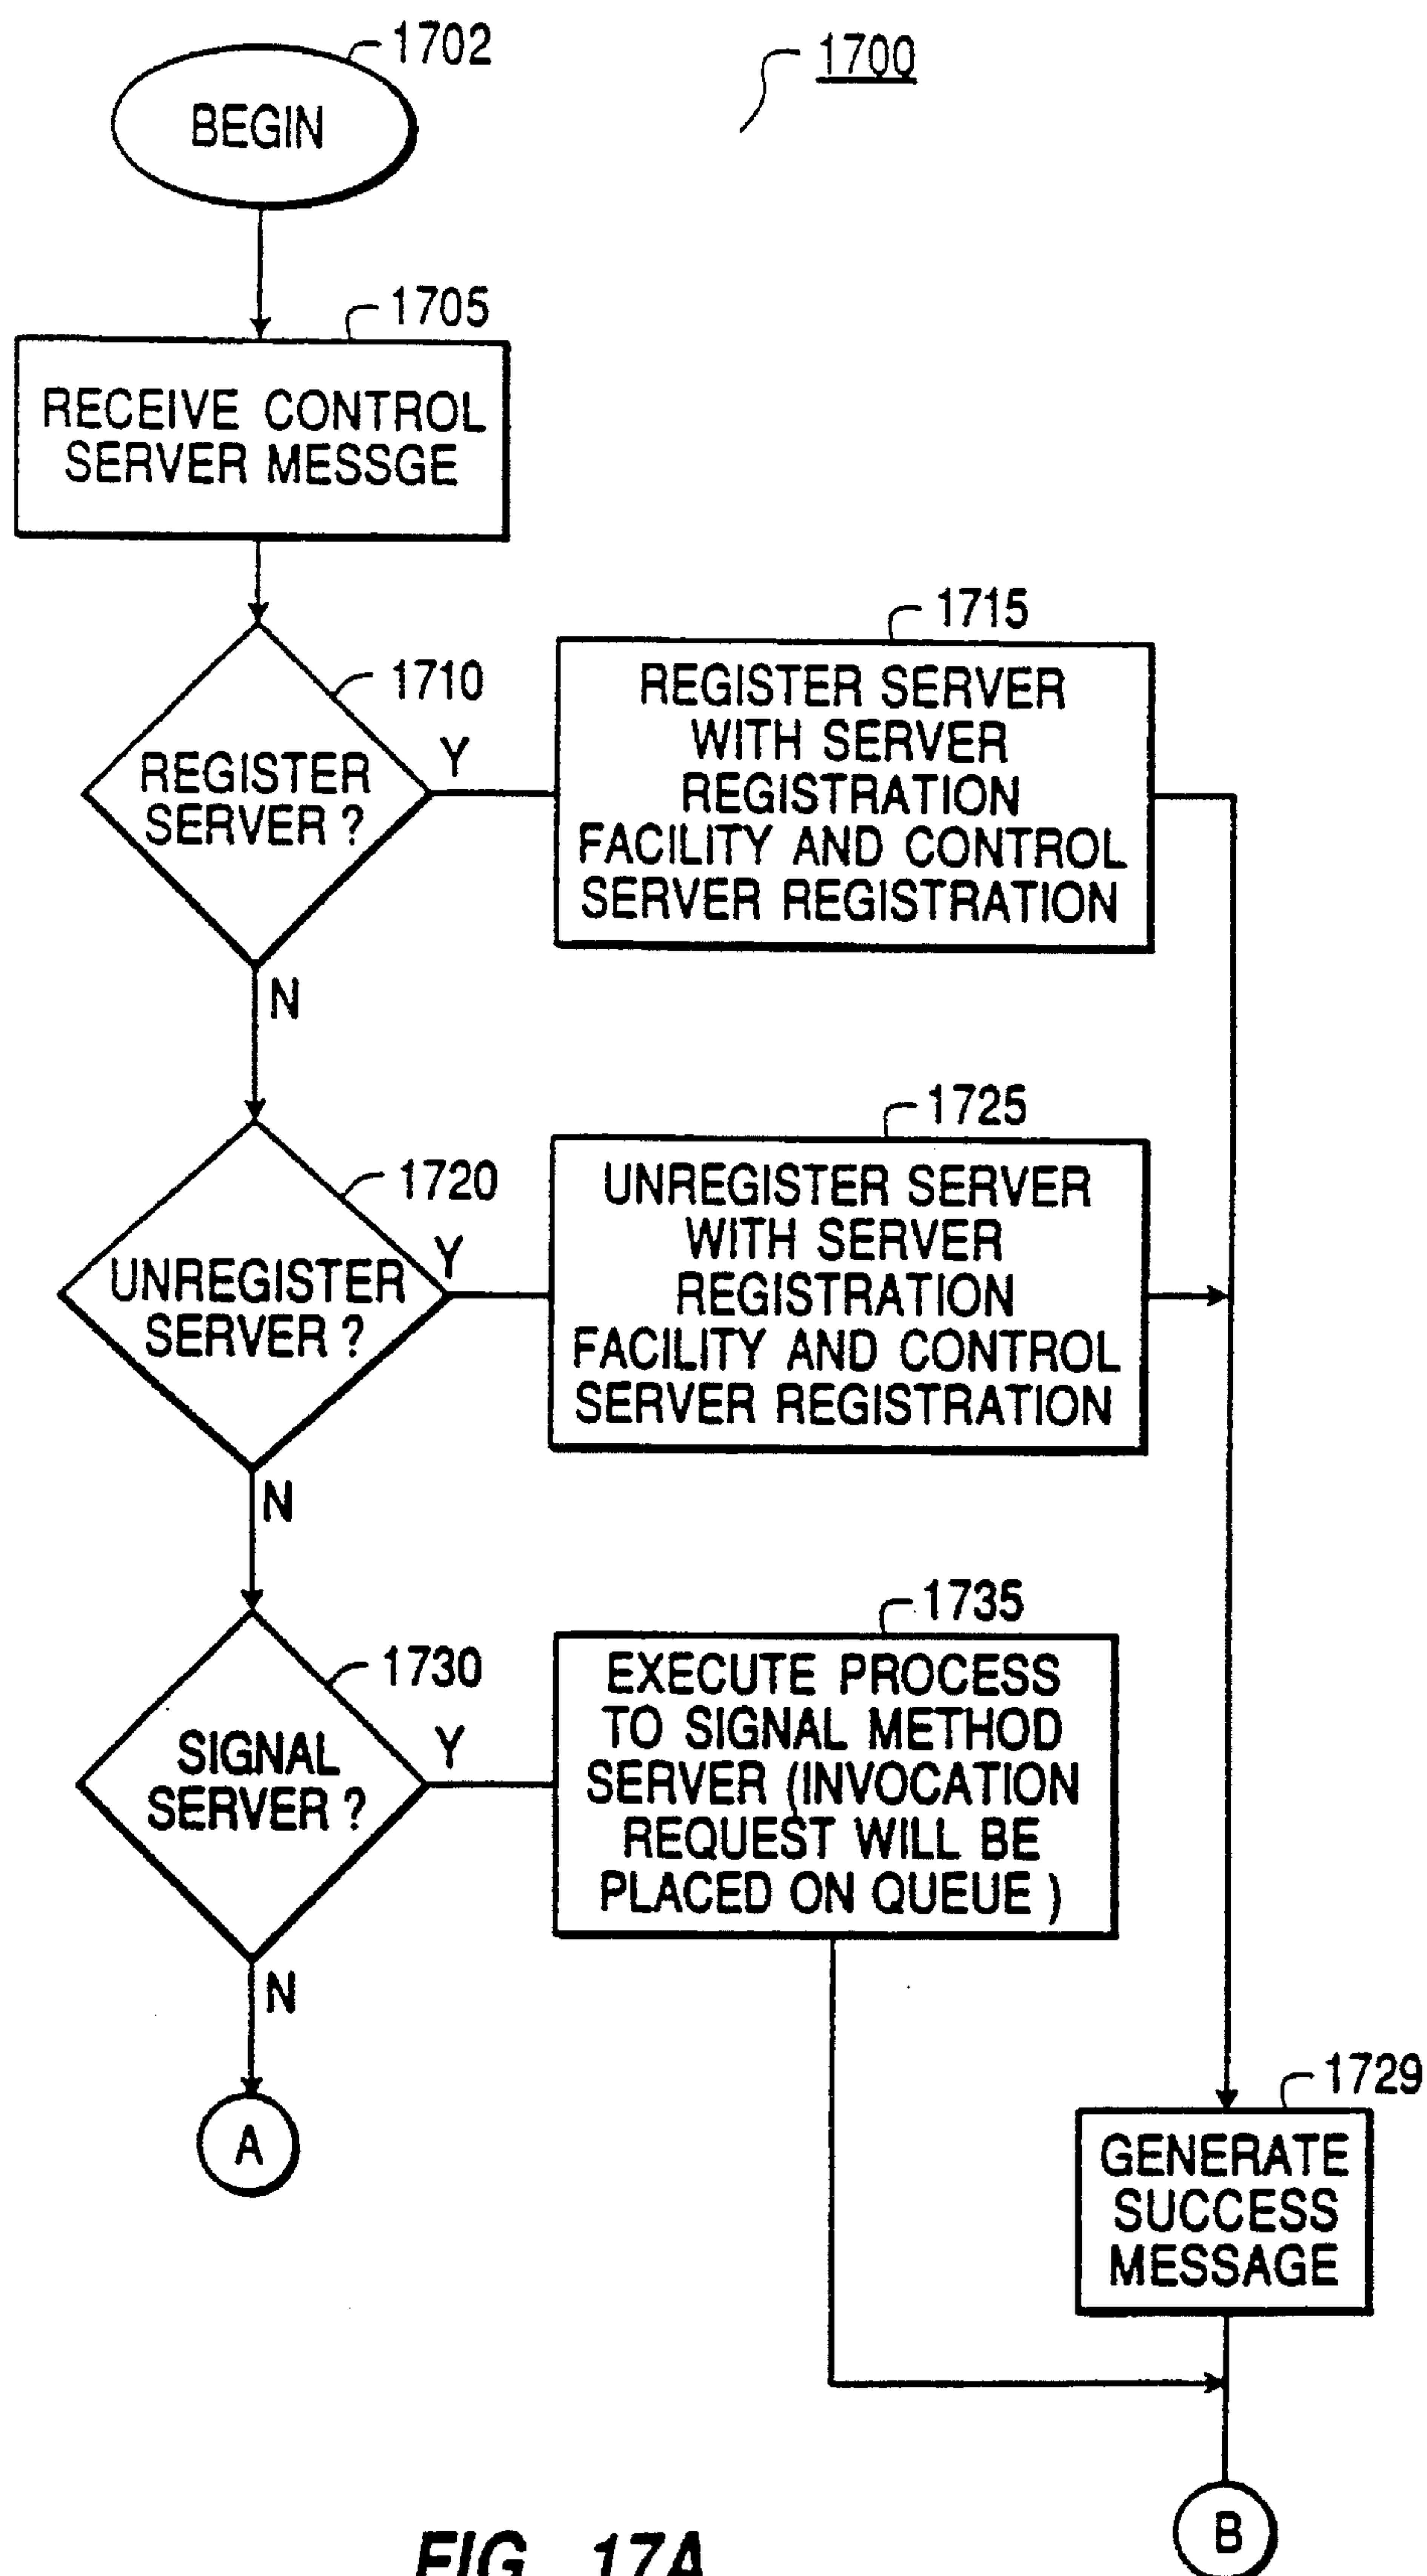 1702
1700
BEGIN
1705
RECEIVE CONTROL
SERVER MESSGE
1715
1710
REGISTER
SERVER ?
Y
REGISTER SERVER
WITH SERVER
REGISTRATION
FACILITY AND CONTROL
SERVER REGISTRATION
N
1725
1720
UNREGISTER
SERVER ?
Y
UNREGISTER SERVER
WITH SERVER
REGISTRATION
FACILITY AND CONTROL
SERVER REGISTRATION
N
1735
1730
SIGNAL
SERVER ?
Y
EXECUTE PROCESS
TO SIGNAL METHOD
SERVER (INVOCATION
REQUEST WILL BE
PLACED ON QUEUE )
N
A
1729
GENERATE
SUCCESS
MESSAGE
B
FIG. 17A